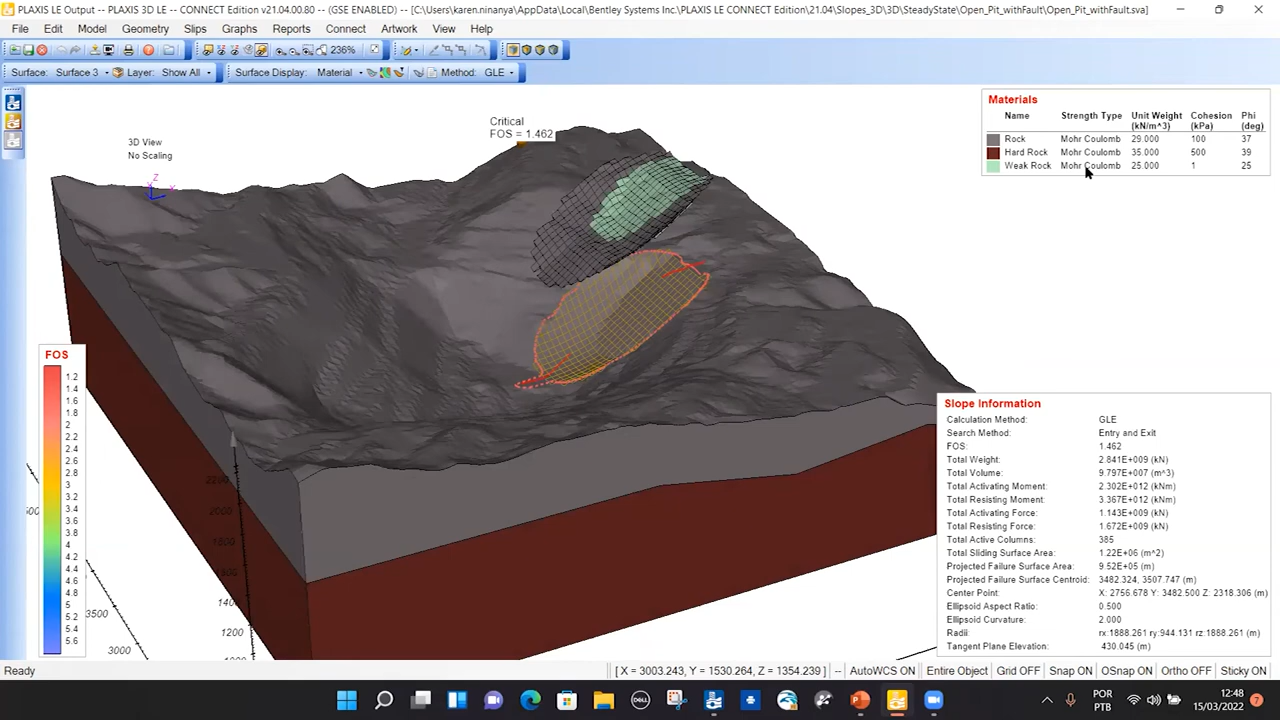 PLAXIS LE Output -- PLAXIS 3D LE -- CONNECT Edition v21.04.00.80 -- (GSE ENABLED) -- [C:\Users\karen.ninanya\AppData\Local\Bentley Systems Inc.\PLAXIS LE CONNECT Edition\21.04\Slopes_3D\3D\SteadyState\Open_Pit_withFault\Open_Pit_withFault.sva]
File Edit Model Geometry Slips Graphs Reports Connect Artwork View Help
236%
Surface: Surface 3 Layer: Show All Surface Display: Material Method: GLE
Critical
FOS = 1.462
3D View
No Scaling
Z
X
Materials
Name Strength Type Unit Weight (kN/m^3) Cohesion (kPa) Phi (deg)
Rock Mohr Coulomb 29.000 100 37
Hard Rock Mohr Coulomb 35.000 500 39
Weak Rock Mohr Coulomb 25.000 1 25
FOS
1.2
1.4
1.6
1.8
2
2.2
2.4
2.6
2.8
3
3.2
3.4
3.6
3.8
4
4.2
4.4
4.6
4.8
5
5.2
5.4
5.6
2000
1400
1200
3500
3000
Slope Information
Calculation Method: GLE
Search Method: Entry and Exit
FOS: 1.462
Total Weight: 2.841E+009 (kN)
Total Volume: 9.797E+007 (m^3)
Total Activating Moment: 2.302E+012 (kNm)
Total Resisting Moment: 3.367E+012 (kNm)
Total Activating Force: 1.143E+009 (kN)
Total Resisting Force: 1.672E+009 (kN)
Total Active Columns: 385
Total Sliding Surface Area: 1.22E+06 (m^2)
Projected Failure Surface Area: 9.52E+05 (m)
Projected Failure Surface Centroid: 3482.324, 3507.747 (m)
Center Point: X: 2756.678 Y: 3482.500 Z: 2318.306 (m)
Ellipsoid Aspect Ratio: 0.500
Ellipsoid Curvature: 2.000
Radii: rx:1888.261 ry:944.131 rz:1888.261 (m)
Tangent Plane Elevation: 430.045 (m)
Ready [ X = 3003.243, Y = 1530.264, Z = 1354.239 ] -- AutoWCS ON Entire Object Grid OFF Snap ON OSnap ON Ortho OFF Sticky ON
DELL
POR
PTB
12:48
15/03/2022
7